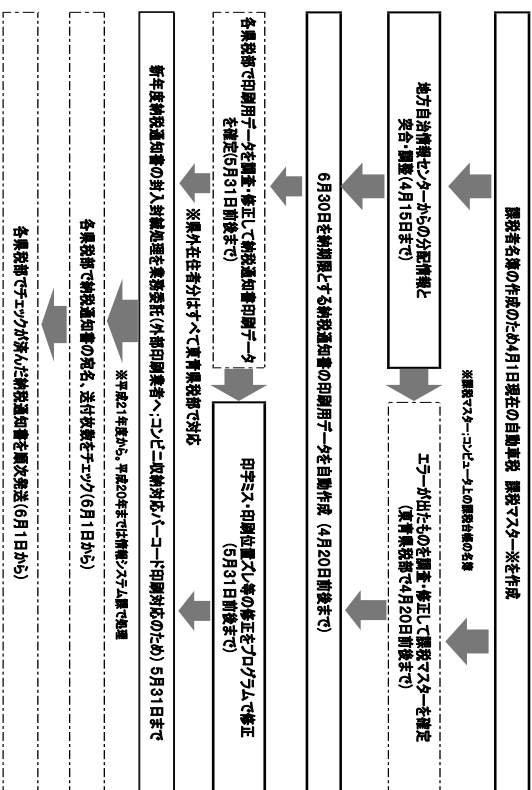 課税者名簿の作成のため4月1日現在の自動車税 課税マスター※を作成
※課税マスター:コンピュータ上の課税台帳の名簿
地方自治情報センターからの分配情報と
突合・調整(4月15日まで)
エラーが出たものを調査・修正して課税マスターを確定
(東青県税部で4月20日前後まで)
6月30日を納期限とする納税通知書の印刷用データを自動作成 (4月20日前後まで)
各県税部で印刷用データを調査・修正して納税通知書印刷データ
を確定(5月31日前後まで)
印字ミス・印刷位置ズレ等の修正をプログラムで修正
(5月31日前後まで)
※県外在住者分はすべて東青県税部で対応
新年度納税通知書の封入封緘処理を業務委託(外部印刷業者へ:コンビニ収納対応バーコード印刷対応のため) 5月31日まで
※平成21年度から。平成20年までは情報システム課で処理
各県税部で納税通知書の宛名、送付枚数をチェック(6月1日から)
各県税部でチェックが済んだ納税通知書を順次発送(6月1日から)